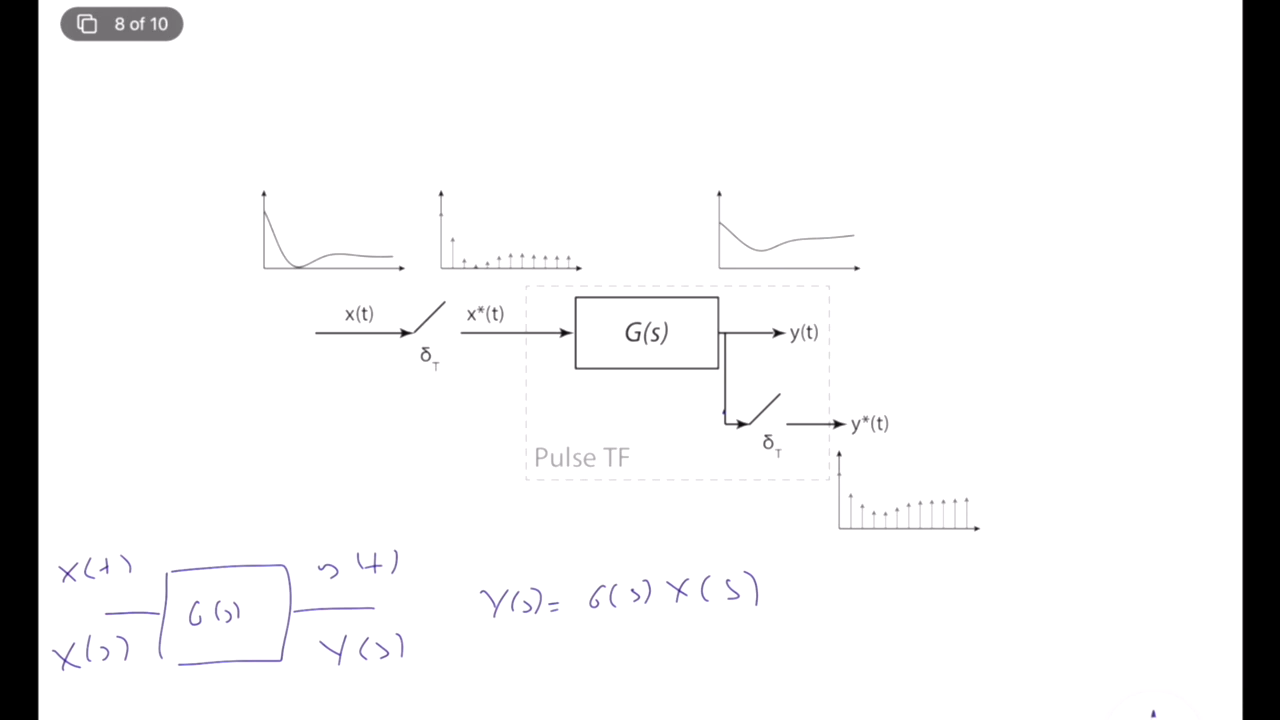 8 of 10
x(t)
x*(t)
G(s)
y(t)
δT
y*(t)
δT
Pulse TF
x(t)
y(t)
G(s)
Y(s) = G(s) X(s)
X(s)
Y(s)